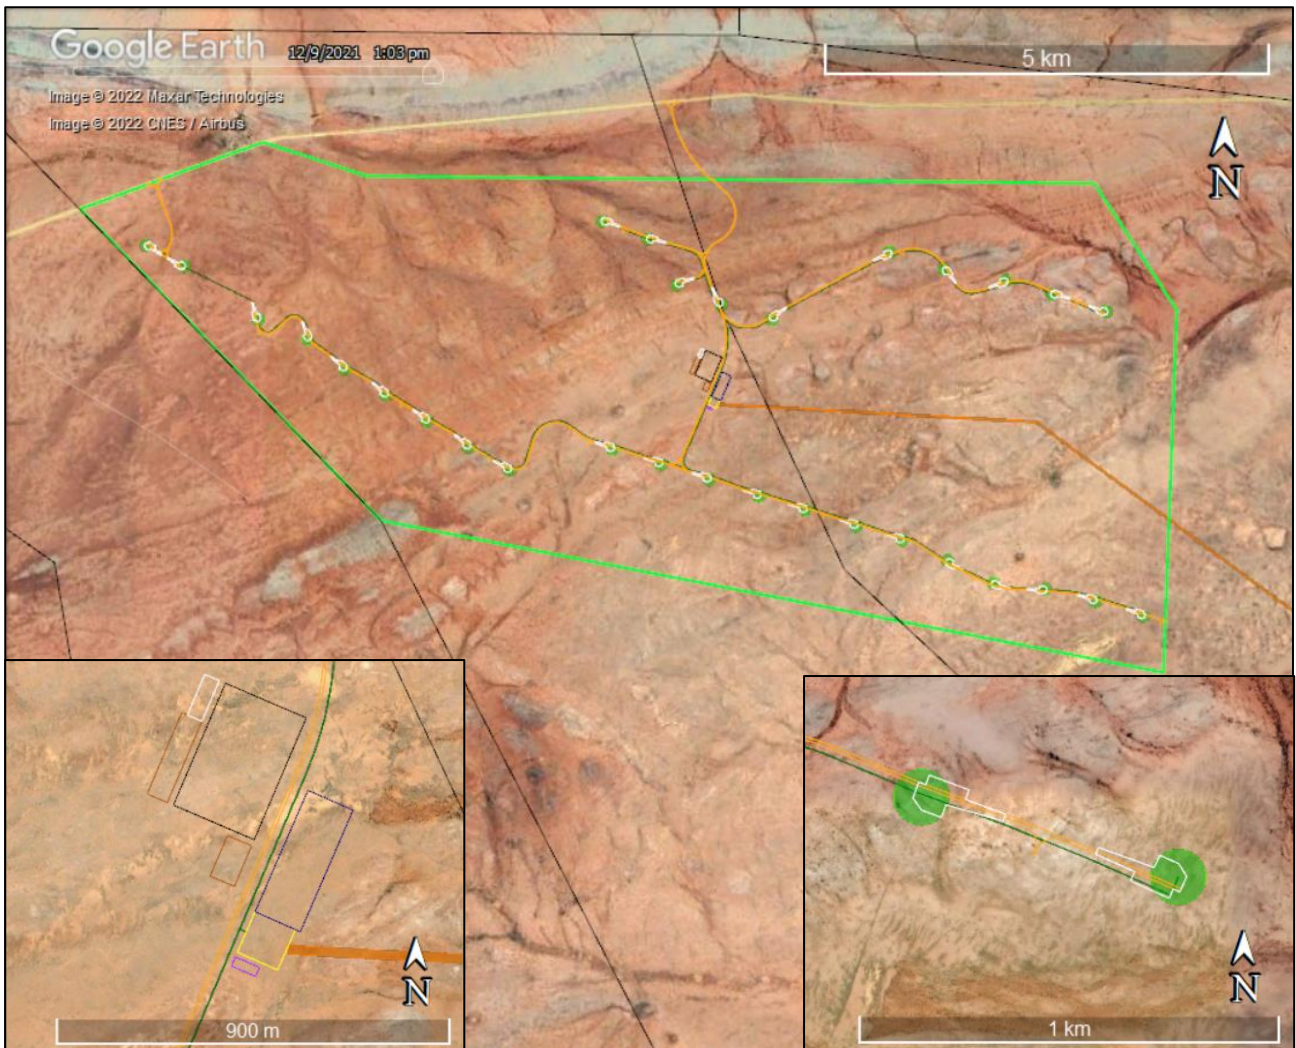 Google Earth
12/9/2021 1:03 pm
5 km
Image © 2022 Maxar Technologies
Image © 2022 CNES / Airbus
N
N
N
900 m
1 km